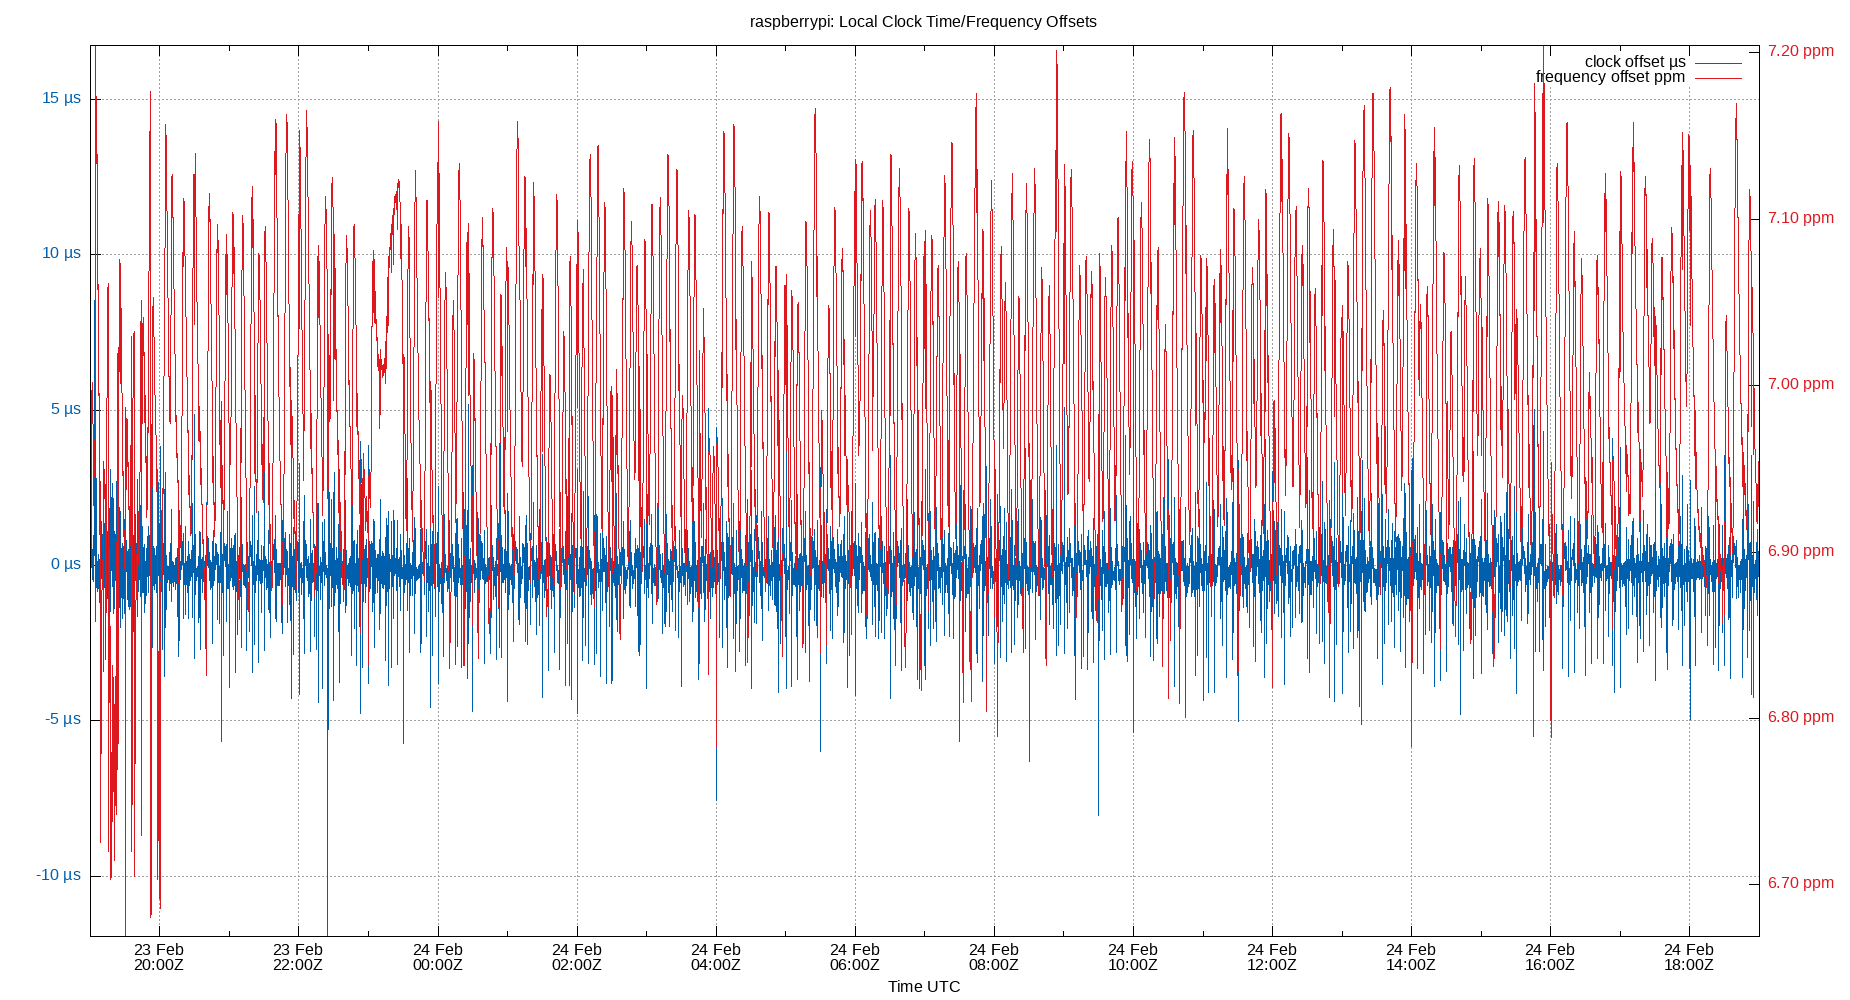 raspberrypi: Local Clock Time/Frequency Offsets
clock offset µs
frequency offset ppm
15 µs
10 µs
5 µs
0 µs
-5 µs
-10 µs
7.20 ppm
7.10 ppm
7.00 ppm
6.90 ppm
6.80 ppm
6.70 ppm
23 Feb
20:00Z
23 Feb
22:00Z
24 Feb
00:00Z
24 Feb
02:00Z
24 Feb
04:00Z
24 Feb
06:00Z
24 Feb
08:00Z
24 Feb
10:00Z
24 Feb
12:00Z
24 Feb
14:00Z
24 Feb
16:00Z
24 Feb
18:00Z
Time UTC